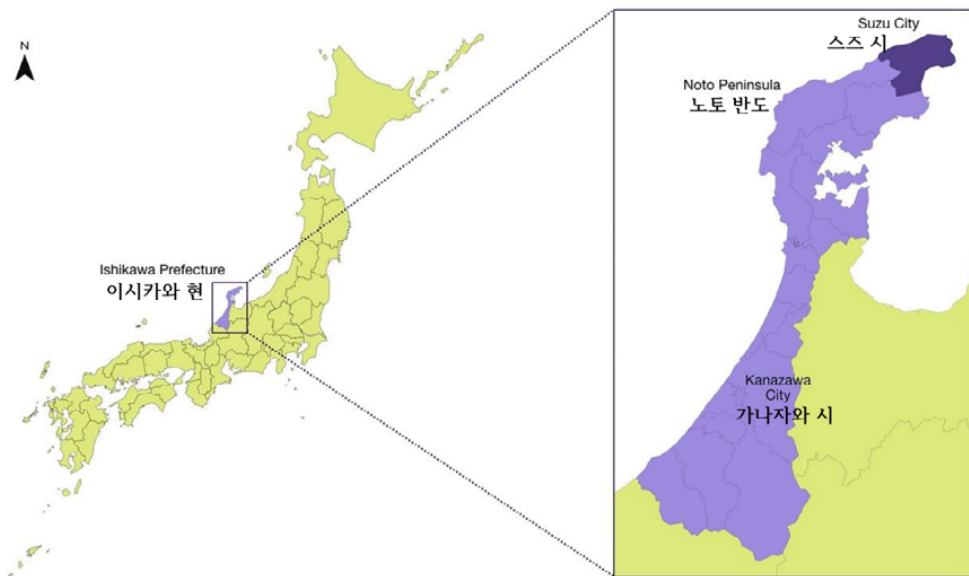 N
Ishikawa Prefecture
이시카와 현
Suzu City
스즈 시
Noto Peninsula
노토 반도
Kanazawa
City
가나자와 시